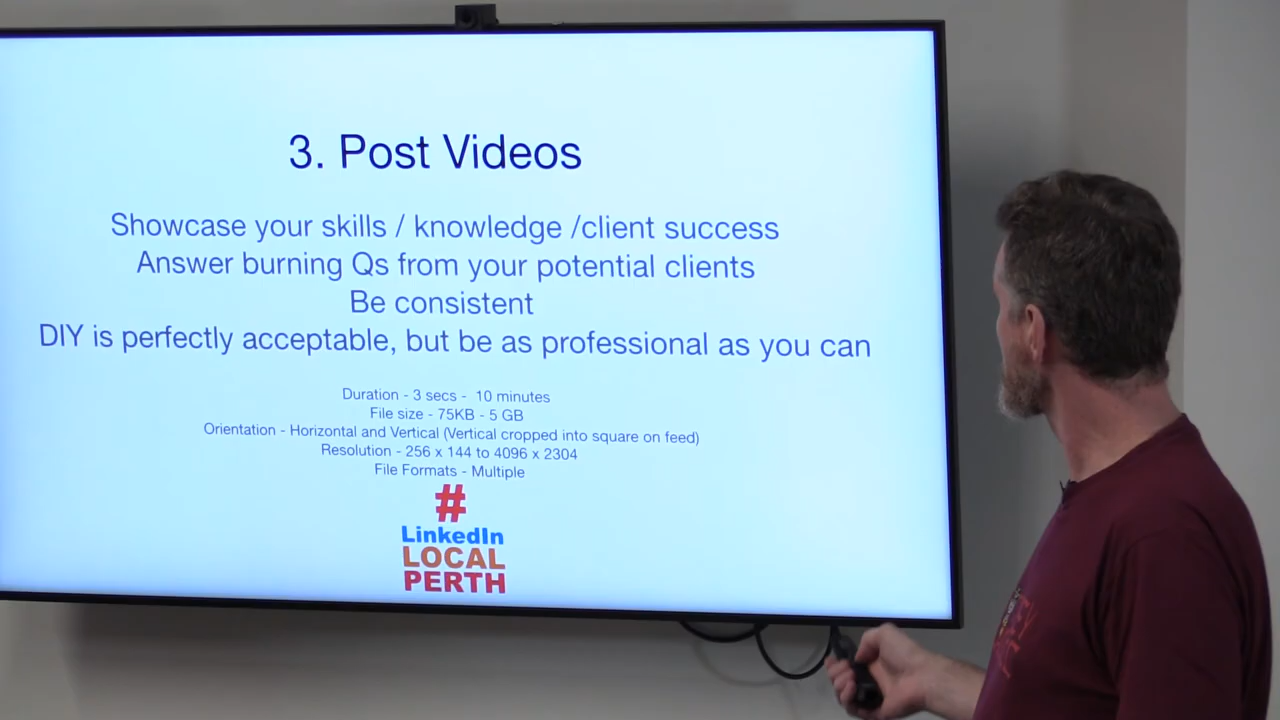 3. Post Videos
Showcase your skills / knowledge /client success
Answer burning Qs from your potential clients
Be consistent
DIY is perfectly acceptable, but be as professional as you can
Duration - 3 secs - 10 minutes
File size - 75KB - 5 GB
Orientation - Horizontal and Vertical (Vertical cropped into square on feed)
Resolution - 256 x 144 to 4096 x 2304
File Formats - Multiple
#
LinkedIn
LOCAL
PERTH